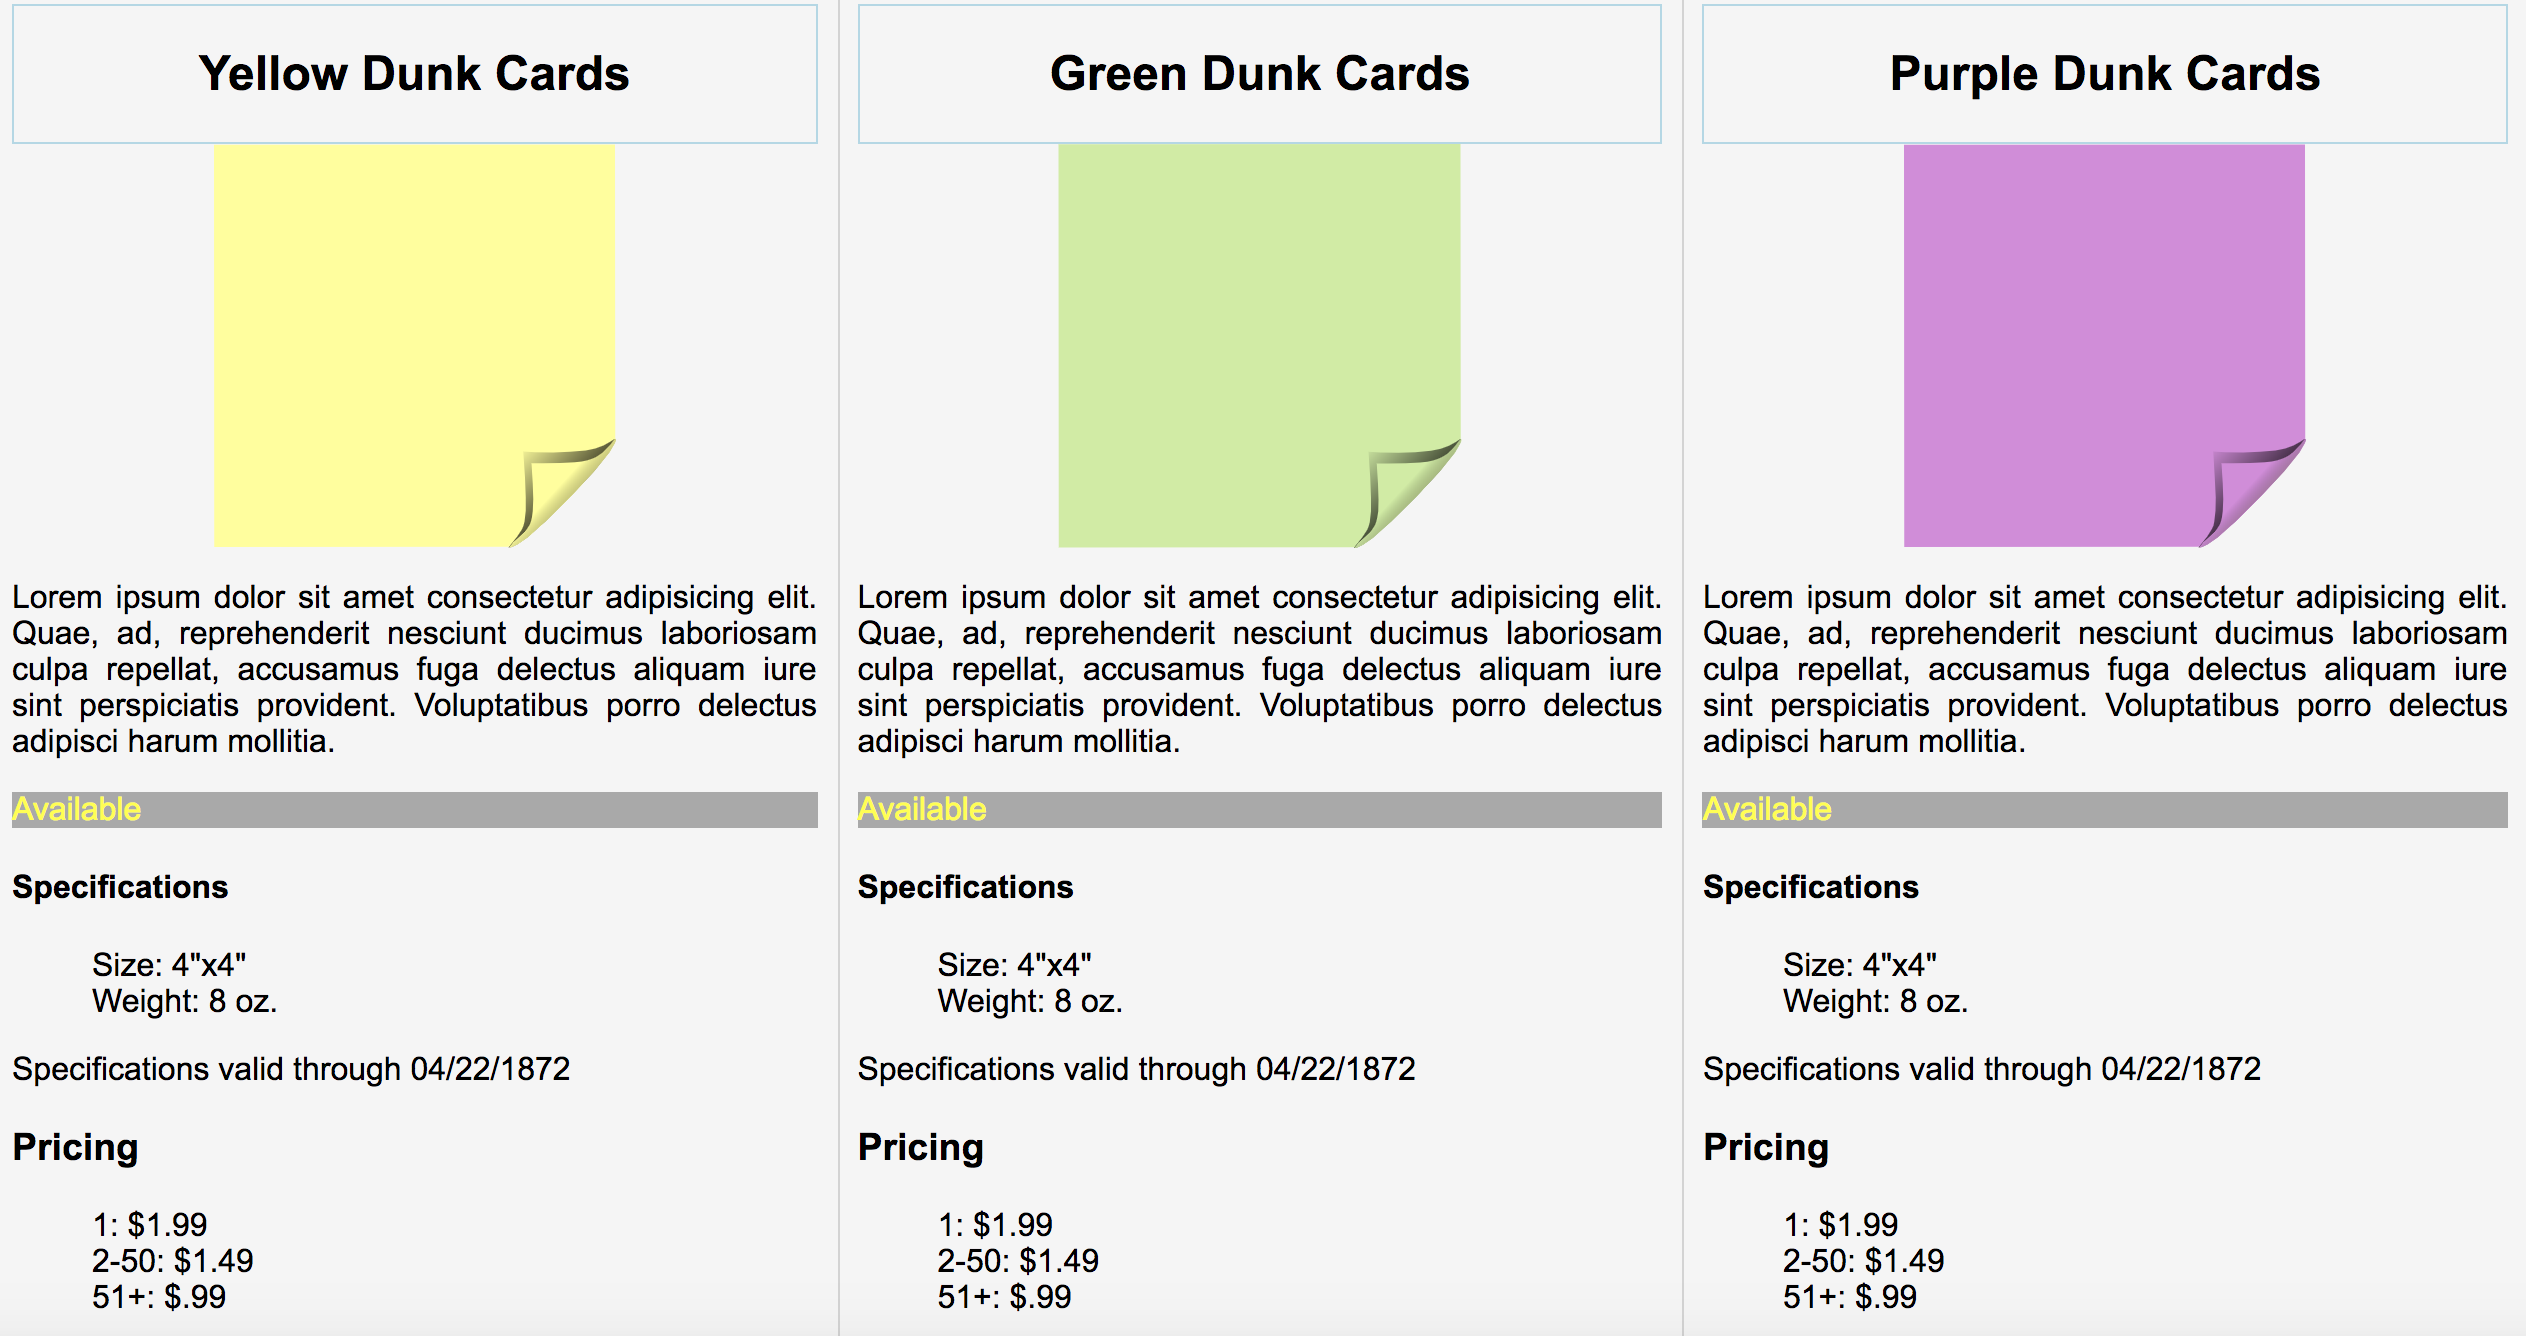 Yellow Dunk Cards
Lorem ipsum dolor sit amet consectetur adipisicing elit.
Quae, ad, reprehenderit nesciunt ducimus laboriosam
culpa repellat, accusamus fuga delectus aliquam iure
sint perspiciatis provident. Voluptatibus porro delectus
adipisci harum mollitia.
Available
Specifications
Size: 4"x4"
Weight: 8 oz.
Specifications valid through 04/22/1872
Pricing
1: $1.99
2-50: $1.49
51+: $.99
Green Dunk Cards
Lorem ipsum dolor sit amet consectetur adipisicing elit.
Quae, ad, reprehenderit nesciunt ducimus laboriosam
culpa repellat, accusamus fuga delectus aliquam iure
sint perspiciatis provident. Voluptatibus porro delectus
adipisci harum mollitia.
Available
Specifications
Size: 4"x4"
Weight: 8 oz.
Specifications valid through 04/22/1872
Pricing
1: $1.99
2-50: $1.49
51+: $.99
Purple Dunk Cards
Lorem ipsum dolor sit amet consectetur adipisicing elit.
Quae, ad, reprehenderit nesciunt ducimus laboriosam
culpa repellat, accusamus fuga delectus aliquam iure
sint perspiciatis provident. Voluptatibus porro delectus
adipisci harum mollitia.
Available
Specifications
Size: 4"x4"
Weight: 8 oz.
Specifications valid through 04/22/1872
Pricing
1: $1.99
2-50: $1.49
51+: $.99